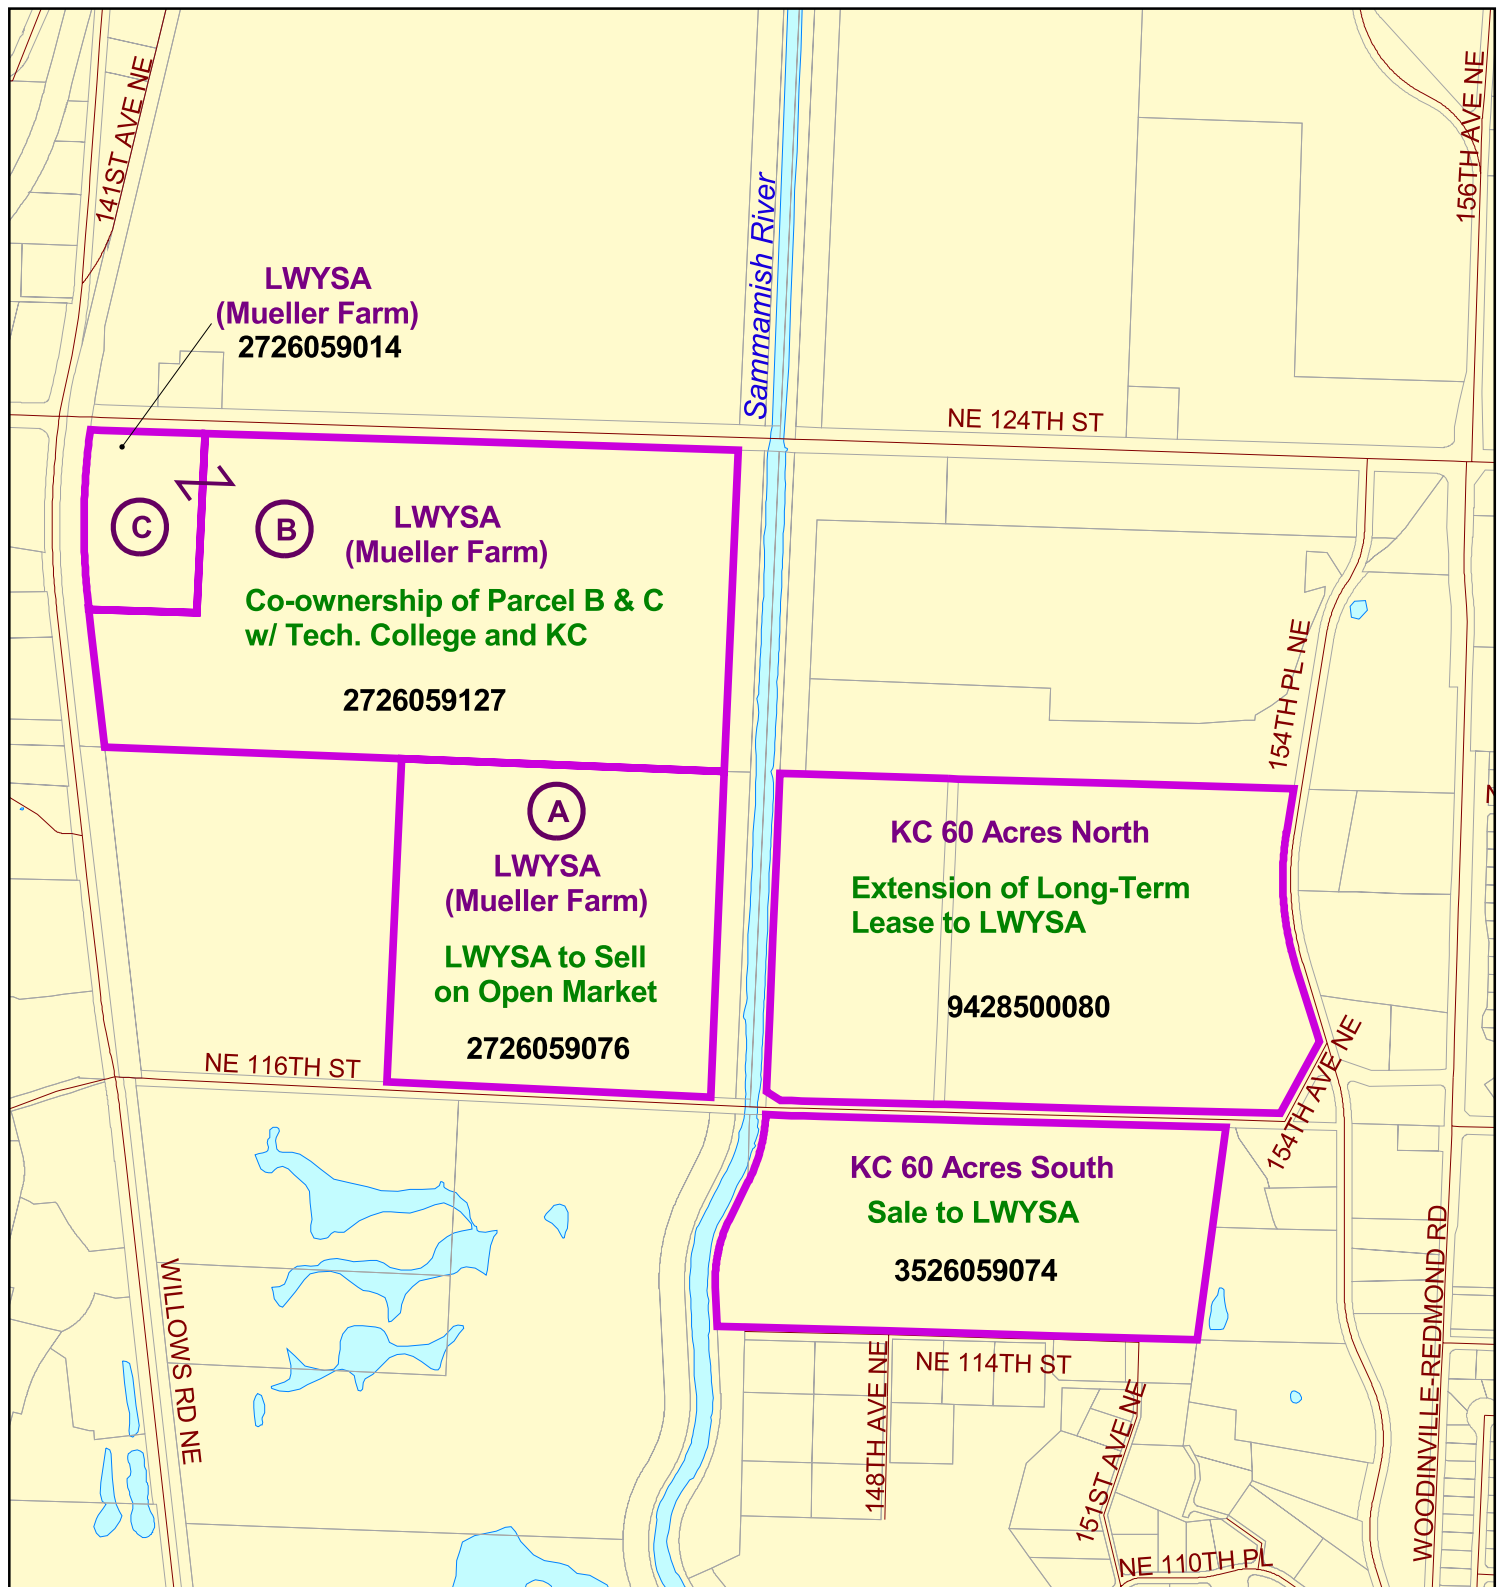 141ST AVE NE
156TH AVE NE
Sammamish River
LWYSA
(Mueller Farm)
2726059014
NE 124TH ST
C
B
LWYSA
(Mueller Farm)
Co-ownership of Parcel B & C
w/ Tech. College and KC
2726059127
154TH PL NE
A
LWYSA
(Mueller Farm)
LWYSA to Sell
on Open Market
2726059076
KC 60 Acres North
Extension of Long-Term
Lease to LWYSA
9428500080
NE 116TH ST
154TH AVE NE
KC 60 Acres South
Sale to LWYSA
3526059074
WILLOWS RD NE
NE 114TH ST
148TH AVE NE
151ST AVE NE
WOODINVILLE-REDMOND RD
NE 110TH PL